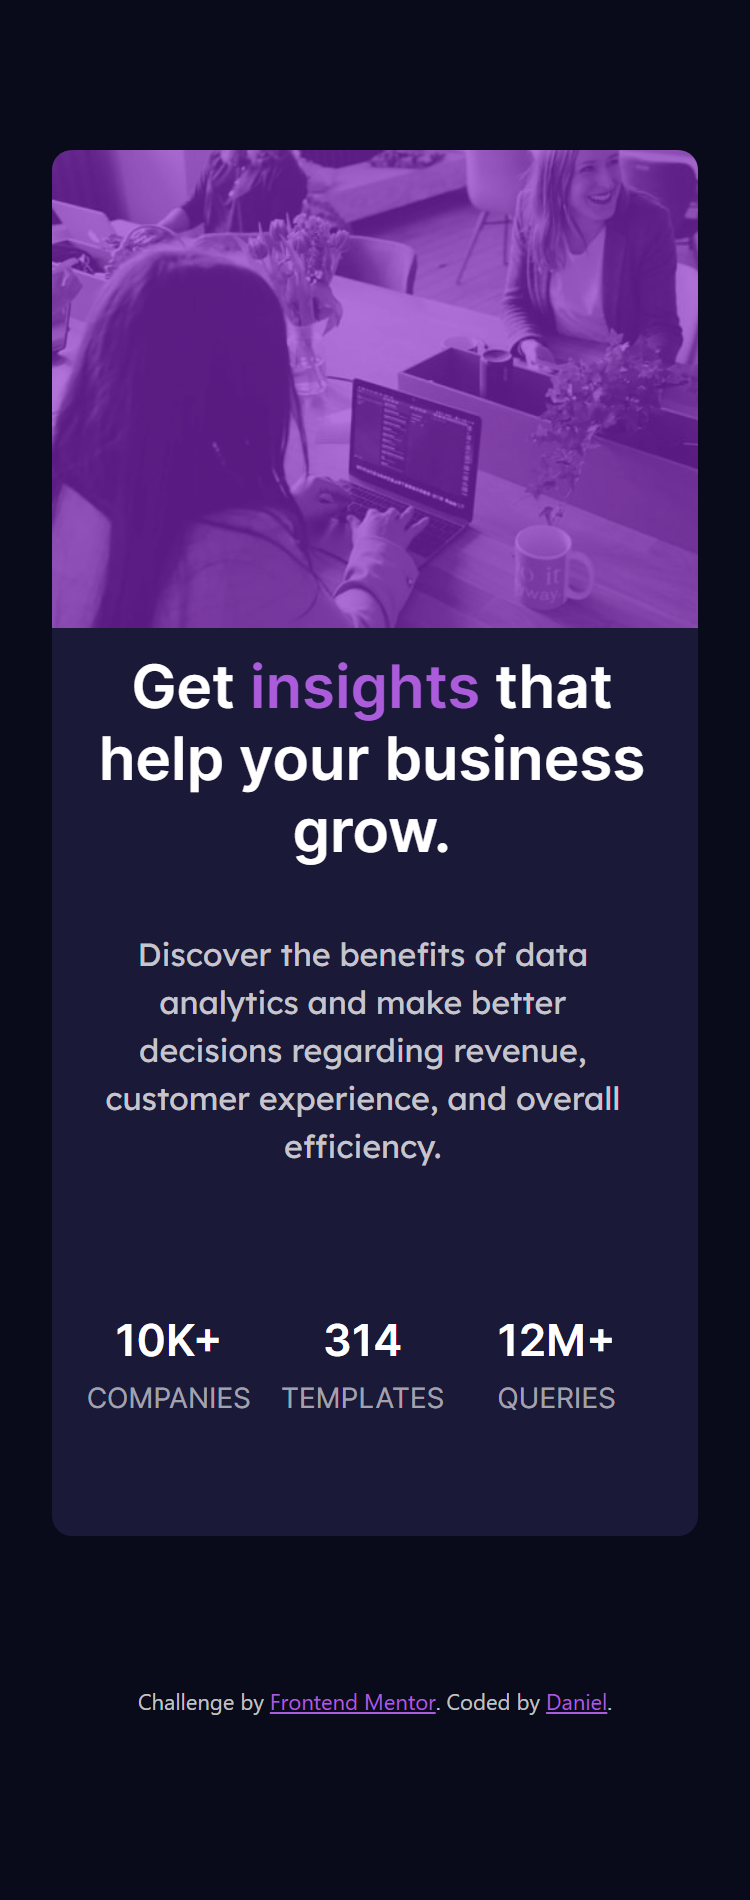 Get insights that
help your business
grow.
Discover the benefits of data
analytics and make better
decisions regarding revenue,
customer experience, and overall
efficiency.
10K+ 314 12M+
COMPANIES TEMPLATES QUERIES
Challenge by Frontend Mentor. Coded by Daniel.